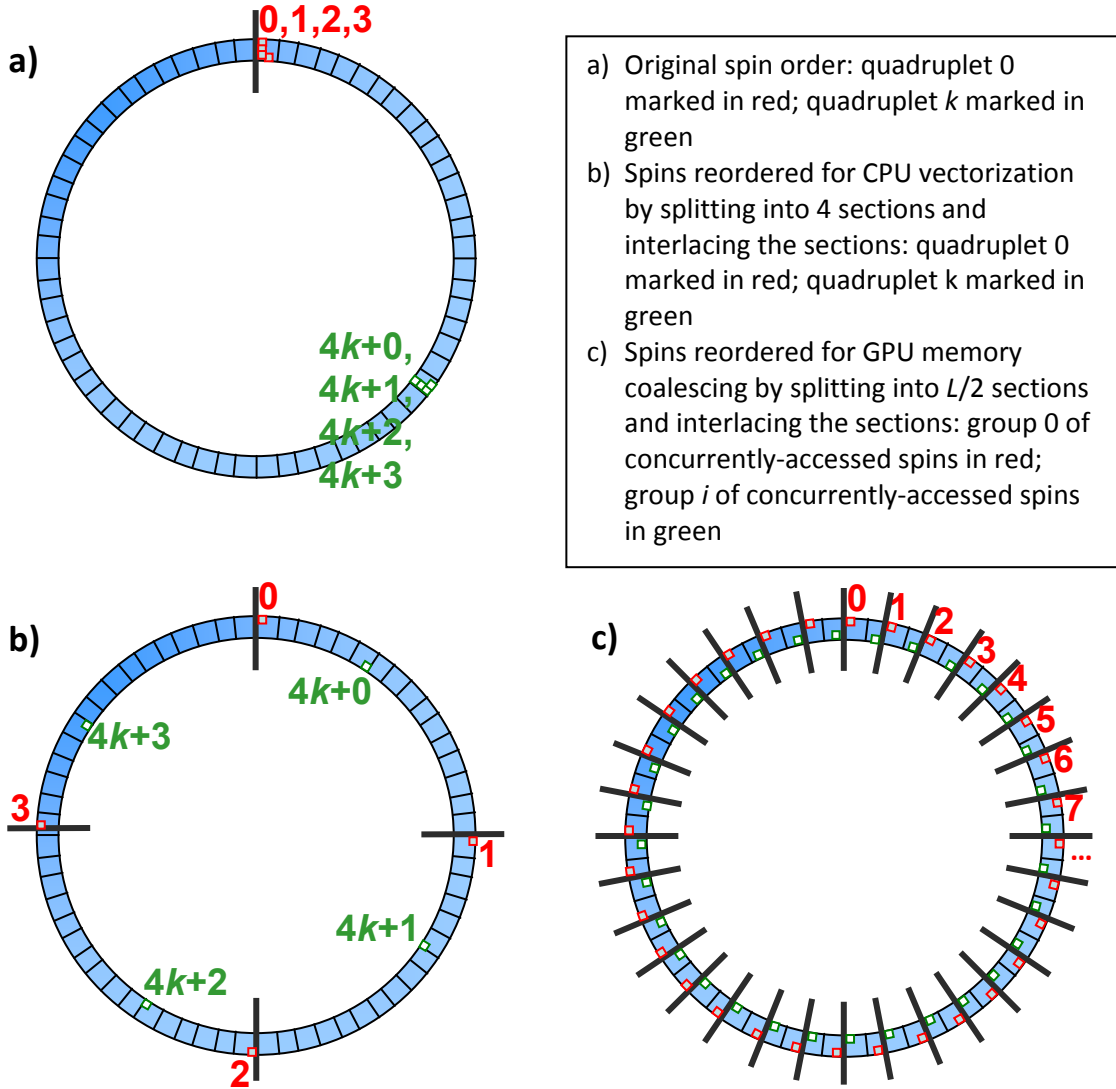 a)
0,1,2,3
4k+0,
4k+1,
4k+2,
4k+3
a) Original spin order: quadruplet 0
marked in red; quadruplet k marked in
green
b) Spins reordered for CPU vectorization
by splitting into 4 sections and
interlacing the sections: quadruplet 0
marked in red; quadruplet k marked in
green
c) Spins reordered for GPU memory
coalescing by splitting into L/2 sections
and interlacing the sections: group 0 of
concurrently-accessed spins in red;
group i of concurrently-accessed spins
in green
b)
0
4k+0
4k+3
3
1
4k+1
4k+2
2
c)
0
1
2
3
4
5
6
7
...